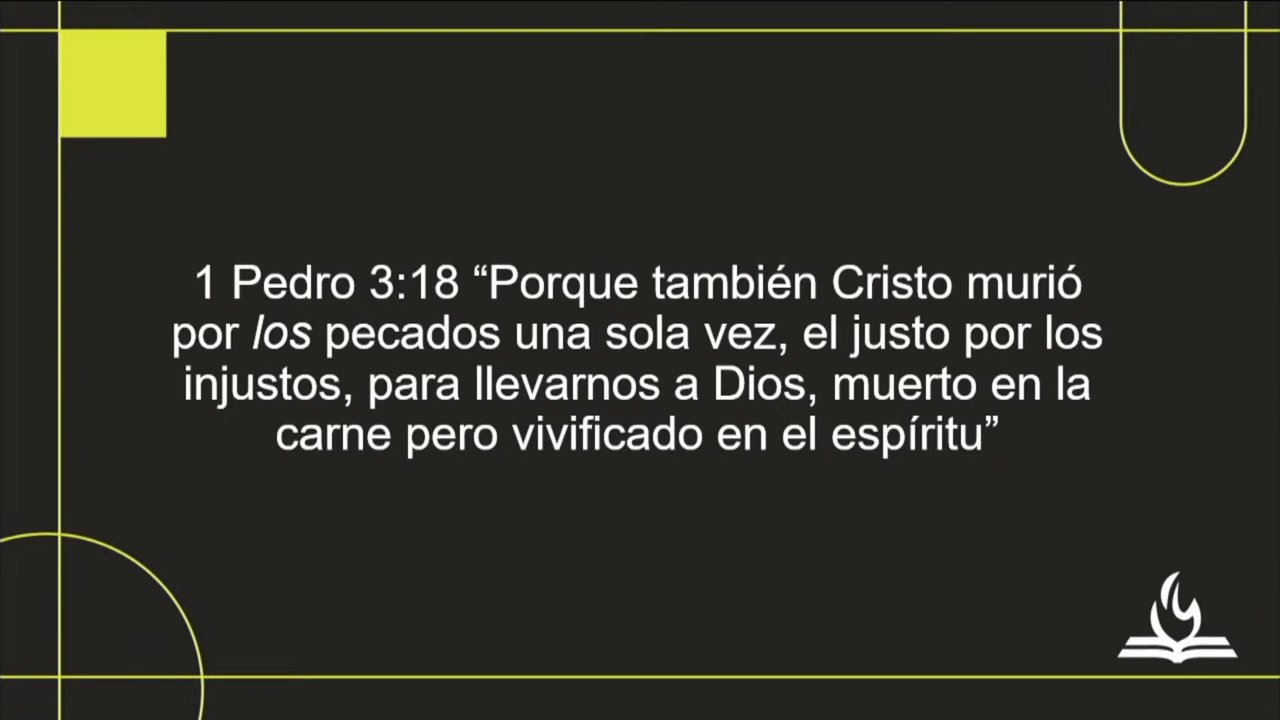 1 Pedro 3:18 “Porque también Cristo murió
por los pecados una sola vez, el justo por los
injustos, para llevarnos a Dios, muerto en la
carne pero vivificado en el espíritu”